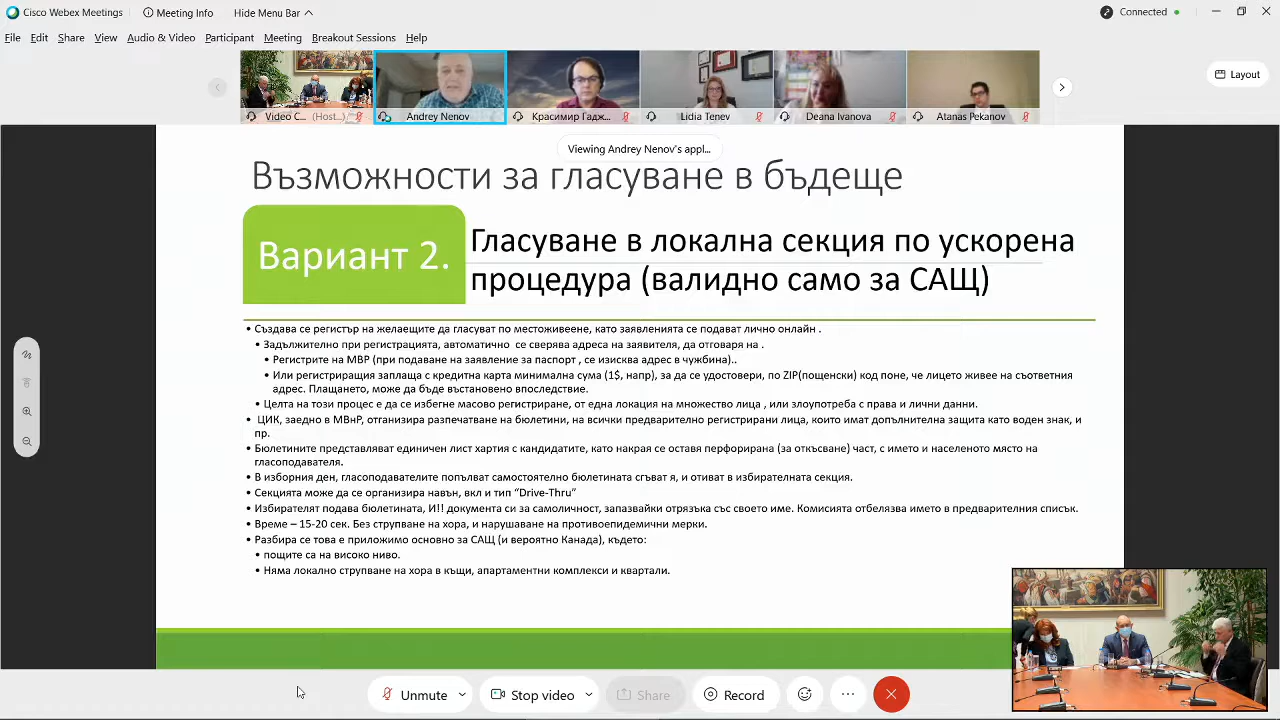 Cisco Webex Meetings
Meeting Info
Hide Menu Bar
Connected
File Edit Share View Audio & Video Participant Meeting Breakout Sessions Help
Layout
Video C... (Host...)
Andrey Nenov
Красимир Гадж...
Lidia Tenev
Deana Ivanova
Atanas Pekanov
Viewing Andrey Nenov's appl...
Възможности за гласуване в бъдеще
Вариант 2.
Гласуване в локална секция по ускорена
процедура (валидно само за САЩ)
• Създава се регистър на желаещите да гласуват по местоживеене, като заявленията се подават лично онлайн .
• Задължително при регистрацията, автоматично се сверява адреса на заявителя, да отговаря на .
• Регистрите на МВР (при подаване на заявление за паспорт , се изисква адрес в чужбина)..
• Или регистриращия заплаща с кредитна карта минимална сума (1$, напр), за да се удостовери, по ZIP(пощенски) код поне, че лицето живее на съответния
адрес. Плащането, може да бъде въстановено впоследствие.
• Целта на този процес е да се избегне масово регистриране, от една локация на множество лица , или злоупотреба с права и лични данни.
• ЦИК, заедно в МВнР, организира разпечатване на бюлетини, на всички предварително регистрирани лица, които имат допълнителна защита като воден знак, и
пр.
• Бюлетините представляват единичен лист хартия с кандидатите, като накрая се оставя перфорирана (за откъсване) част, с името и населеното място на
гласоподавателя.
• В изборния ден, гласоподавателите попълват самостоятелно бюлетината сгъват я, и отиват в избирателната секция.
• Секцията може да се организира навън, вкл и тип "Drive-Thru"
• Избирателят подава бюлетината, И!! документа си за самоличност, запазвайки отрязъка със своето име. Комисията отбелязва името в предварителния списък.
• Време – 15-20 сек. Без струпване на хора, и нарушаване на противоепидемични мерки.
• Разбира се това е приложимо основно за САЩ (и вероятно Канада), където:
• пощите са на високо ниво.
• Няма локално струпване на хора в къщи, апартаментни комплекси и квартали.
Unmute
Stop video
Share
Record